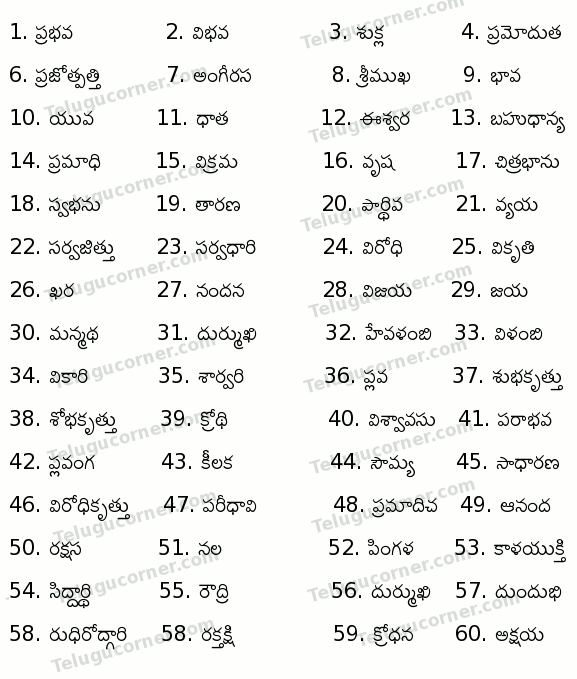 1. ప్రభవ 2. విభవ 3. శుక్ల 4. ప్రమోదుత
6. ప్రజోత్పత్తి 7. అంగీరస 8. శ్రీముఖ 9. భావ
10. యువ 11. ధాత 12. ఈశ్వర 13. బహుధాన్య
14. ప్రమాధి 15. విక్రమ 16. వృష 17. చిత్రభాను
18. స్వభను 19. తారణ 20. పార్థివ 21. వ్యయ
22. సర్వజిత్తు 23. సర్వధారి 24. విరోధి 25. వికృతి
26. ఖర 27. నందన 28. విజయ 29. జయ
30. మన్మథ 31. దుర్ముఖి 32. హేవళంబి 33. విళంబి
34. వికారి 35. శార్వరి 36. ప్లవ 37. శుభకృత్తు
38. శోభకృత్తు 39. క్రోథి 40. విశ్వావసు 41. పరాభవ
42. ప్లవంగ 43. కీలక 44. సౌమ్య 45. సాధారణ
46. విరోధికృత్తు 47. పరీధావి 48. ప్రమాదిచ 49. ఆనంద
50. రక్షస 51. నల 52. పింగళ 53. కాళయుక్తి
54. సిద్ధార్థి 55. రౌద్రి 56. దుర్ముఖి 57. దుందుభి
58. రుధిరోద్గారి 58. రక్తక్షి 59. క్రోధన 60. అక్షయ